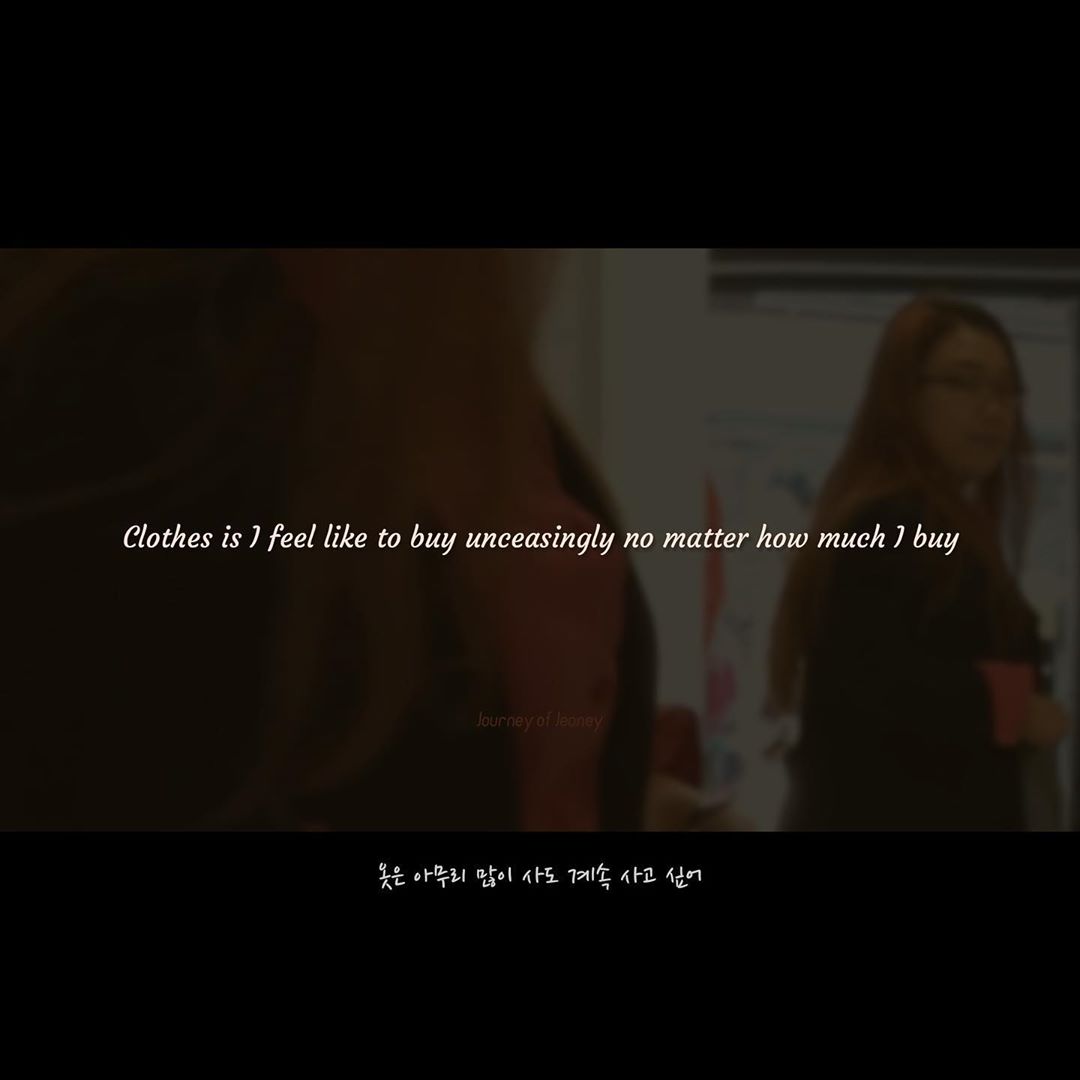 Clothes is I feel like to buy unceasingly no matter how much I buy
Journey of Jeoney
옷은 아무리 많이 사도 계속 사고 싶어